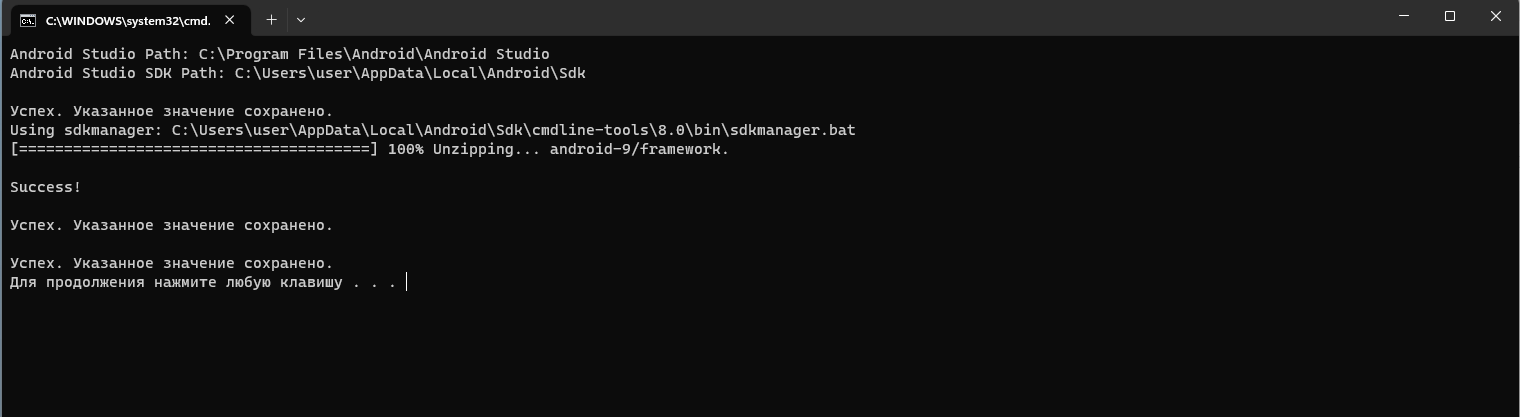 C:\WINDOWS\system32\cmd.
Android Studio Path: C:\Program Files\Android\Android Studio
Android Studio SDK Path: C:\Users\user\AppData\Local\Android\Sdk
Успех. Указанное значение сохранено.
Using sdkmanager: C:\Users\user\AppData\Local\Android\Sdk\cmdline-tools\8.0\bin\sdkmanager.bat
[=======================================] 100% Unzipping... android-9/framework.
Success!
Успех. Указанное значение сохранено.
Успех. Указанное значение сохранено.
Для продолжения нажмите любую клавишу . . .